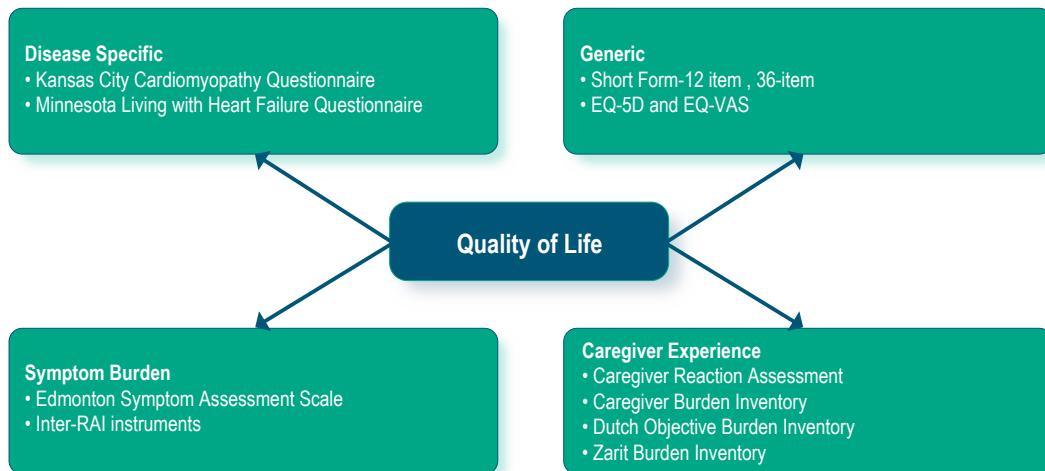 Disease Specific
• Kansas City Cardiomyopathy Questionnaire
• Minnesota Living with Heart Failure Questionnaire
Generic
• Short Form-12 item , 36-item
• EQ-5D and EQ-VAS
Quality of Life
Symptom Burden
• Edmonton Symptom Assessment Scale
• Inter-RAI instruments
Caregiver Experience
• Caregiver Reaction Assessment
• Caregiver Burden Inventory
• Dutch Objective Burden Inventory
• Zarit Burden Inventory